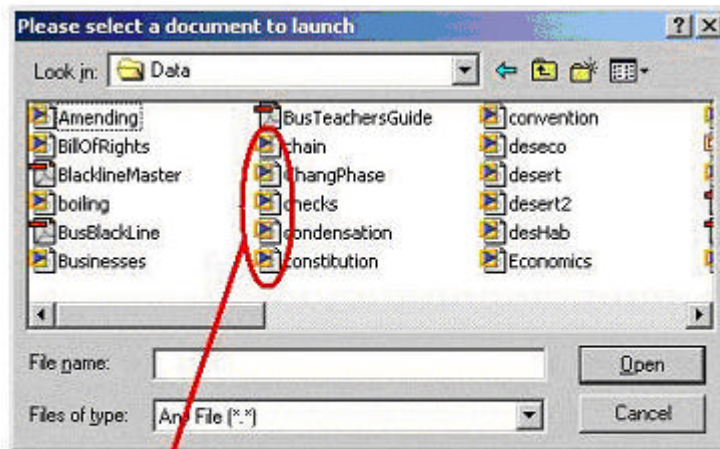 Please select a document to launch
Look in: Data
Amending BusTeachersGuide convention
BillOfRights chain deseco
BlacklineMaster ChangPhase desert
boiling checks desert2
BusBlackLine condensation desHab
Businesses constitution Economics
File name: Open
Files of type: Any File (*.*) Cancel